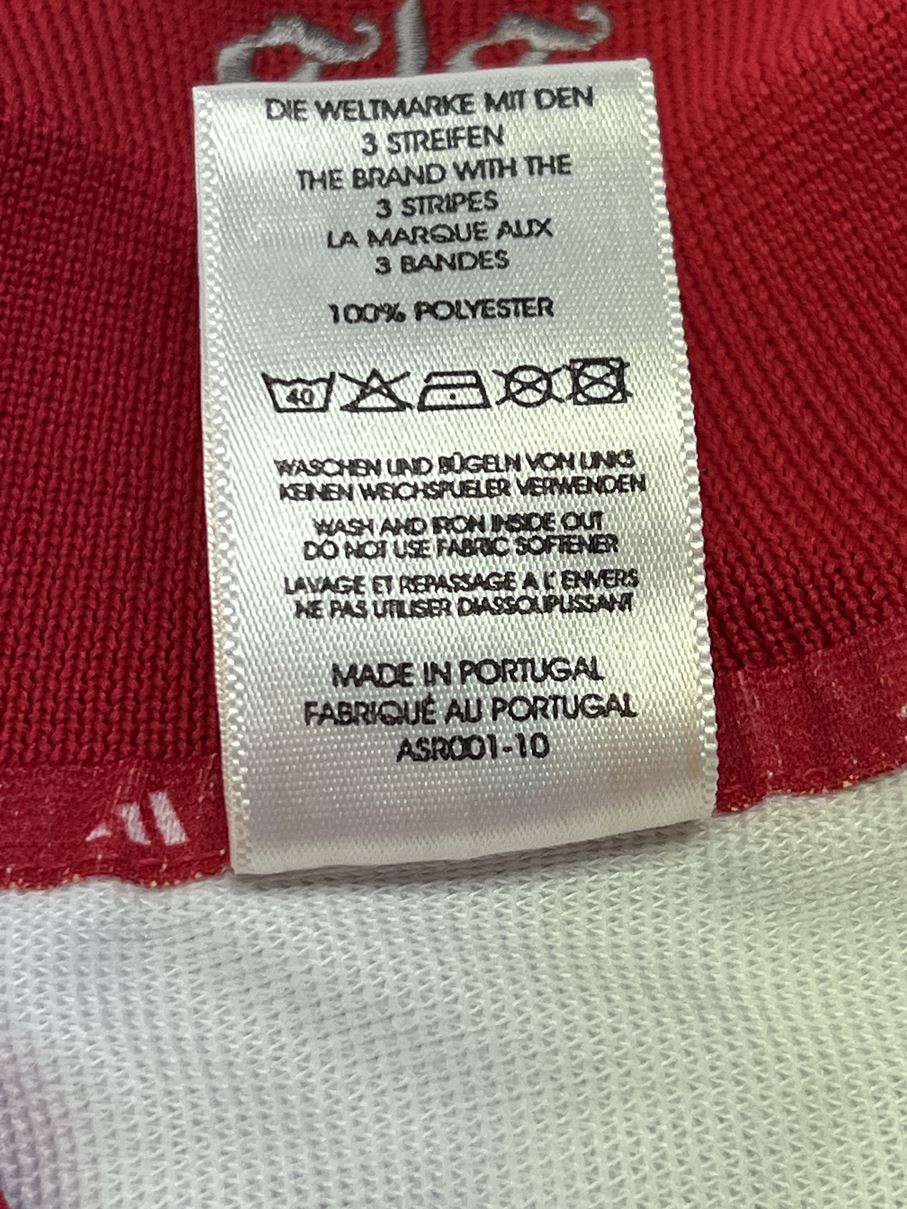 DIE WELTMARKE MIT DEN
3 STREIFEN
THE BRAND WITH THE
3 STRIPES
LA MARQUE AUX
3 BANDES
100% POLYESTER
40
WASCHEN UND BÜGELN VON LINKS
KEINEN WEICHSPUELER VERWENDEN
WASH AND IRON INSIDE OUT
DO NOT USE FABRIC SOFTENER
LAVAGE ET REPASSAGE A L' ENVERS
NE PAS UTILISER DIASSOUPLISSANT
MADE IN PORTUGAL
FABRIQUÉ AU PORTUGAL
ASR001-10